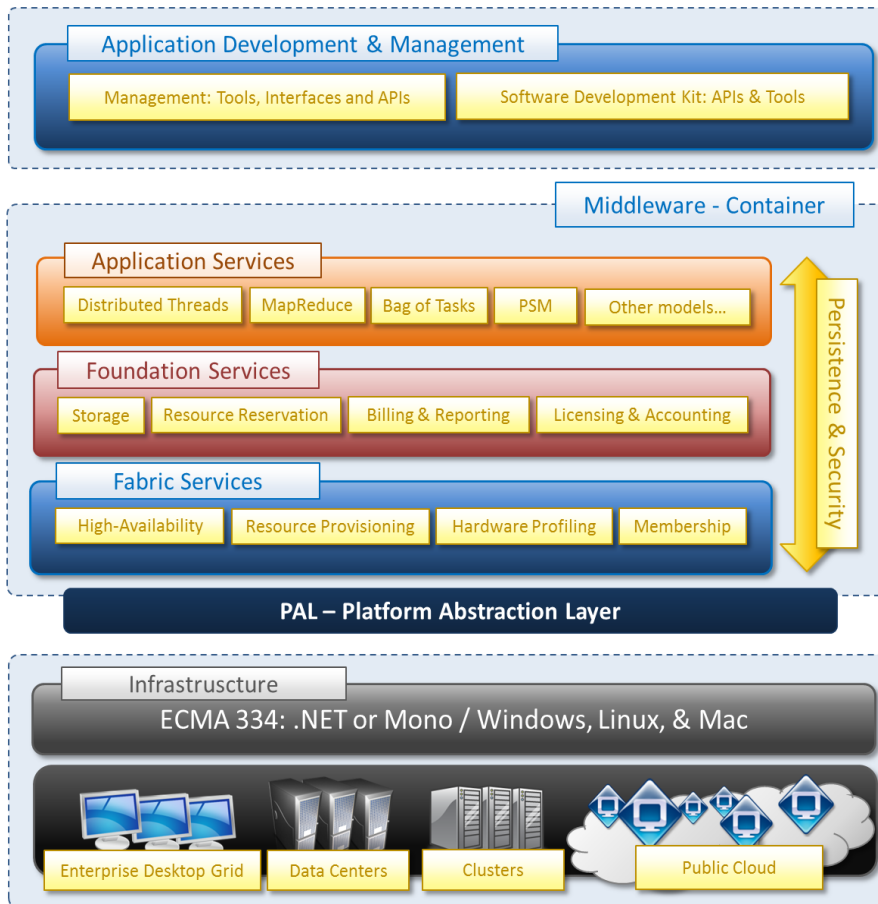 Application Development & Management
Management: Tools, Interfaces and APIs
Software Development Kit: APIs & Tools
Middleware - Container
Application Services
Distributed Threads
MapReduce
Bag of Tasks
PSM
Other models...
Foundation Services
Storage
Resource Reservation
Billing & Reporting
Licensing & Accounting
Fabric Services
High-Availability
Resource Provisioning
Hardware Profiling
Membership
Persistence & Security
PAL – Platform Abstraction Layer
Infrastruscture
ECMA 334: .NET or Mono / Windows, Linux, & Mac
Enterprise Desktop Grid
Data Centers
Clusters
Public Cloud